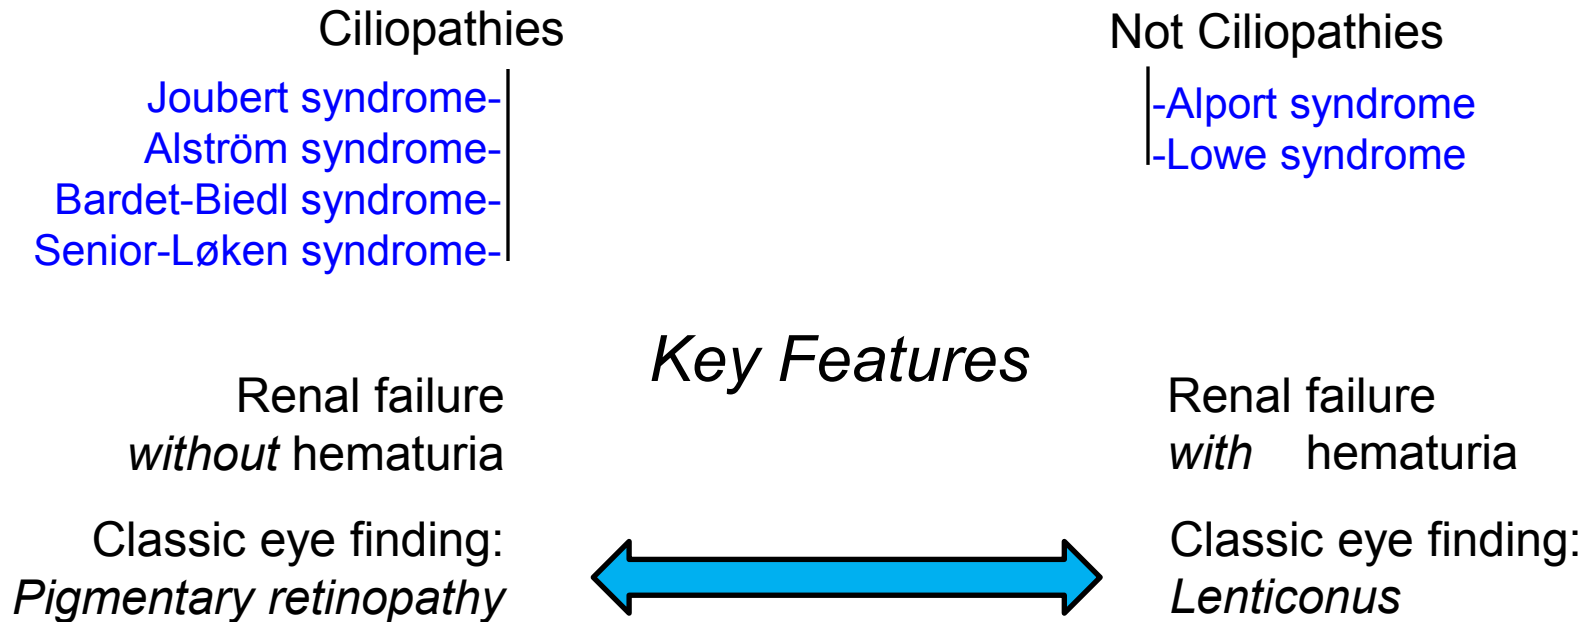 Ciliopathies
Joubert syndrome-
Alström syndrome-
Bardet-Biedl syndrome-
Senior-Løken syndrome-
Not Ciliopathies
-Alport syndrome
-Lowe syndrome
Key Features
Renal failure
without hematuria
Classic eye finding:
Pigmentary retinopathy
Renal failure
with hematuria
Classic eye finding:
Lenticonus